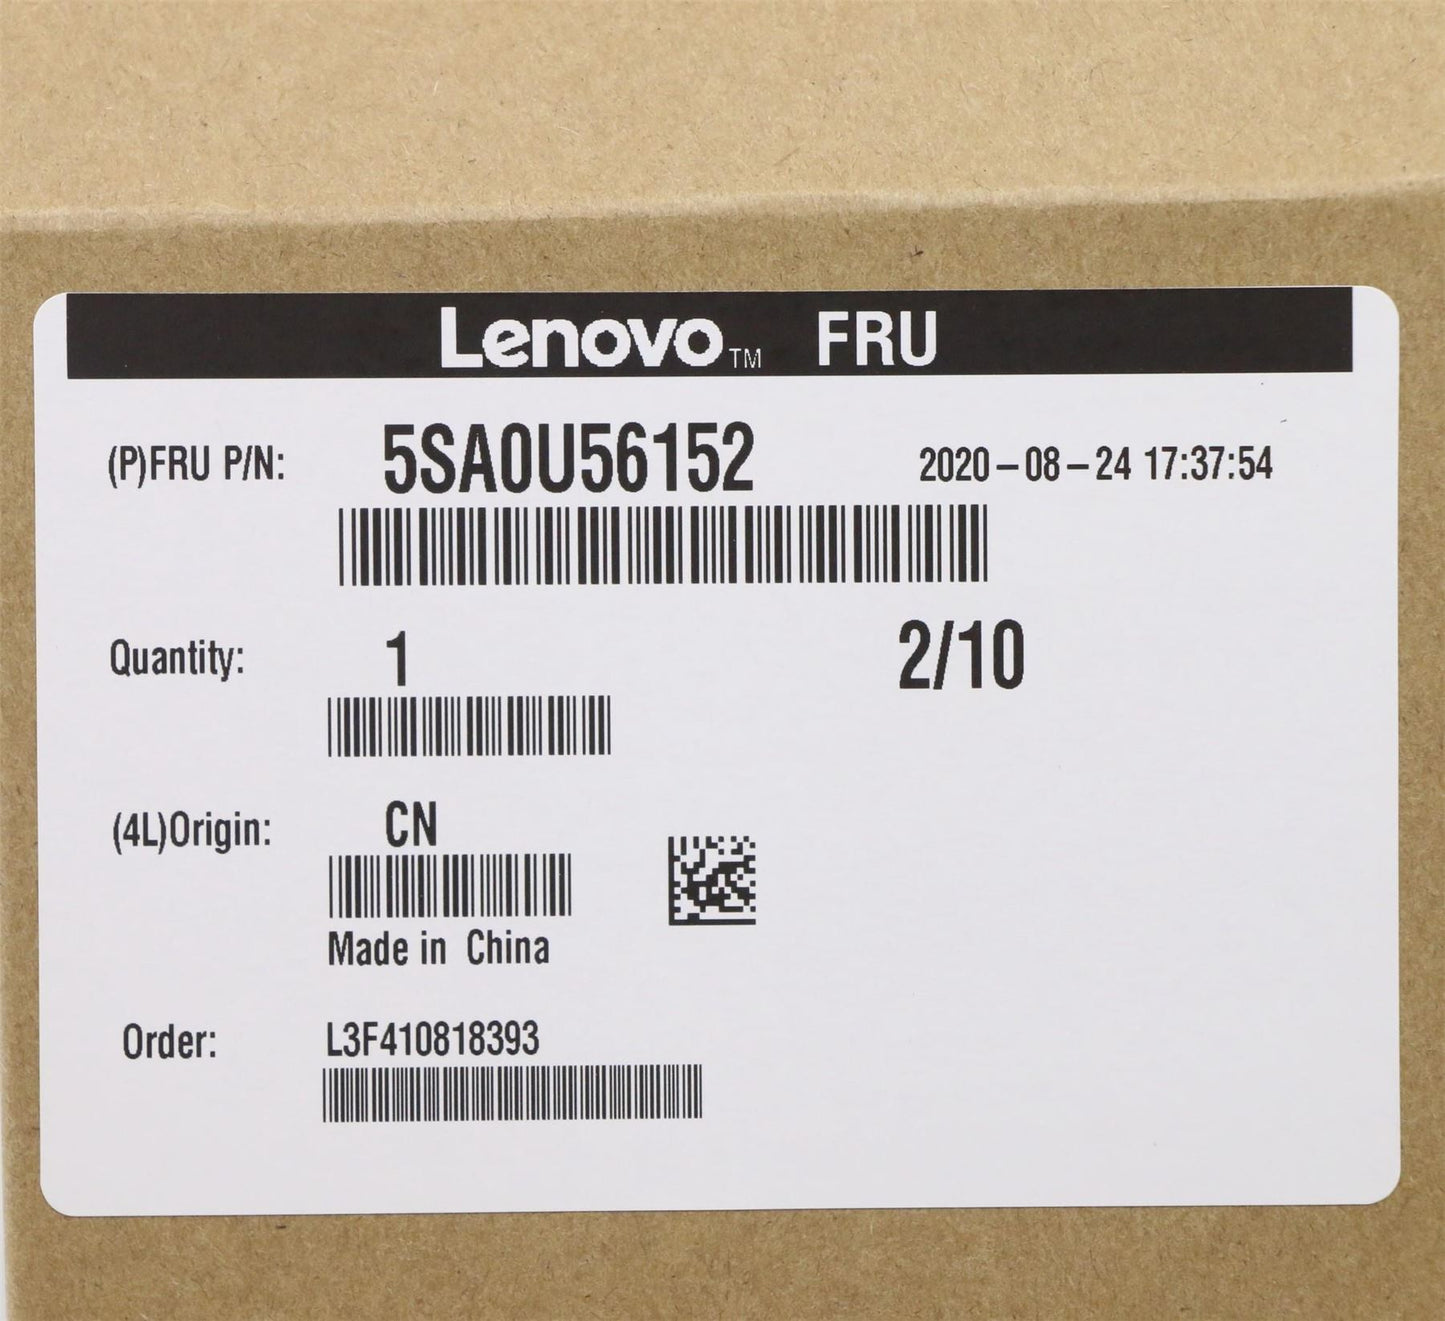 Lenovo™ FRU
(P)FRU P/N: 5SA0U56152 2020-08-24 17:37:54
Quantity: 1 2/10
(4L)Origin: CN
Made in China
Order: L3F410818393